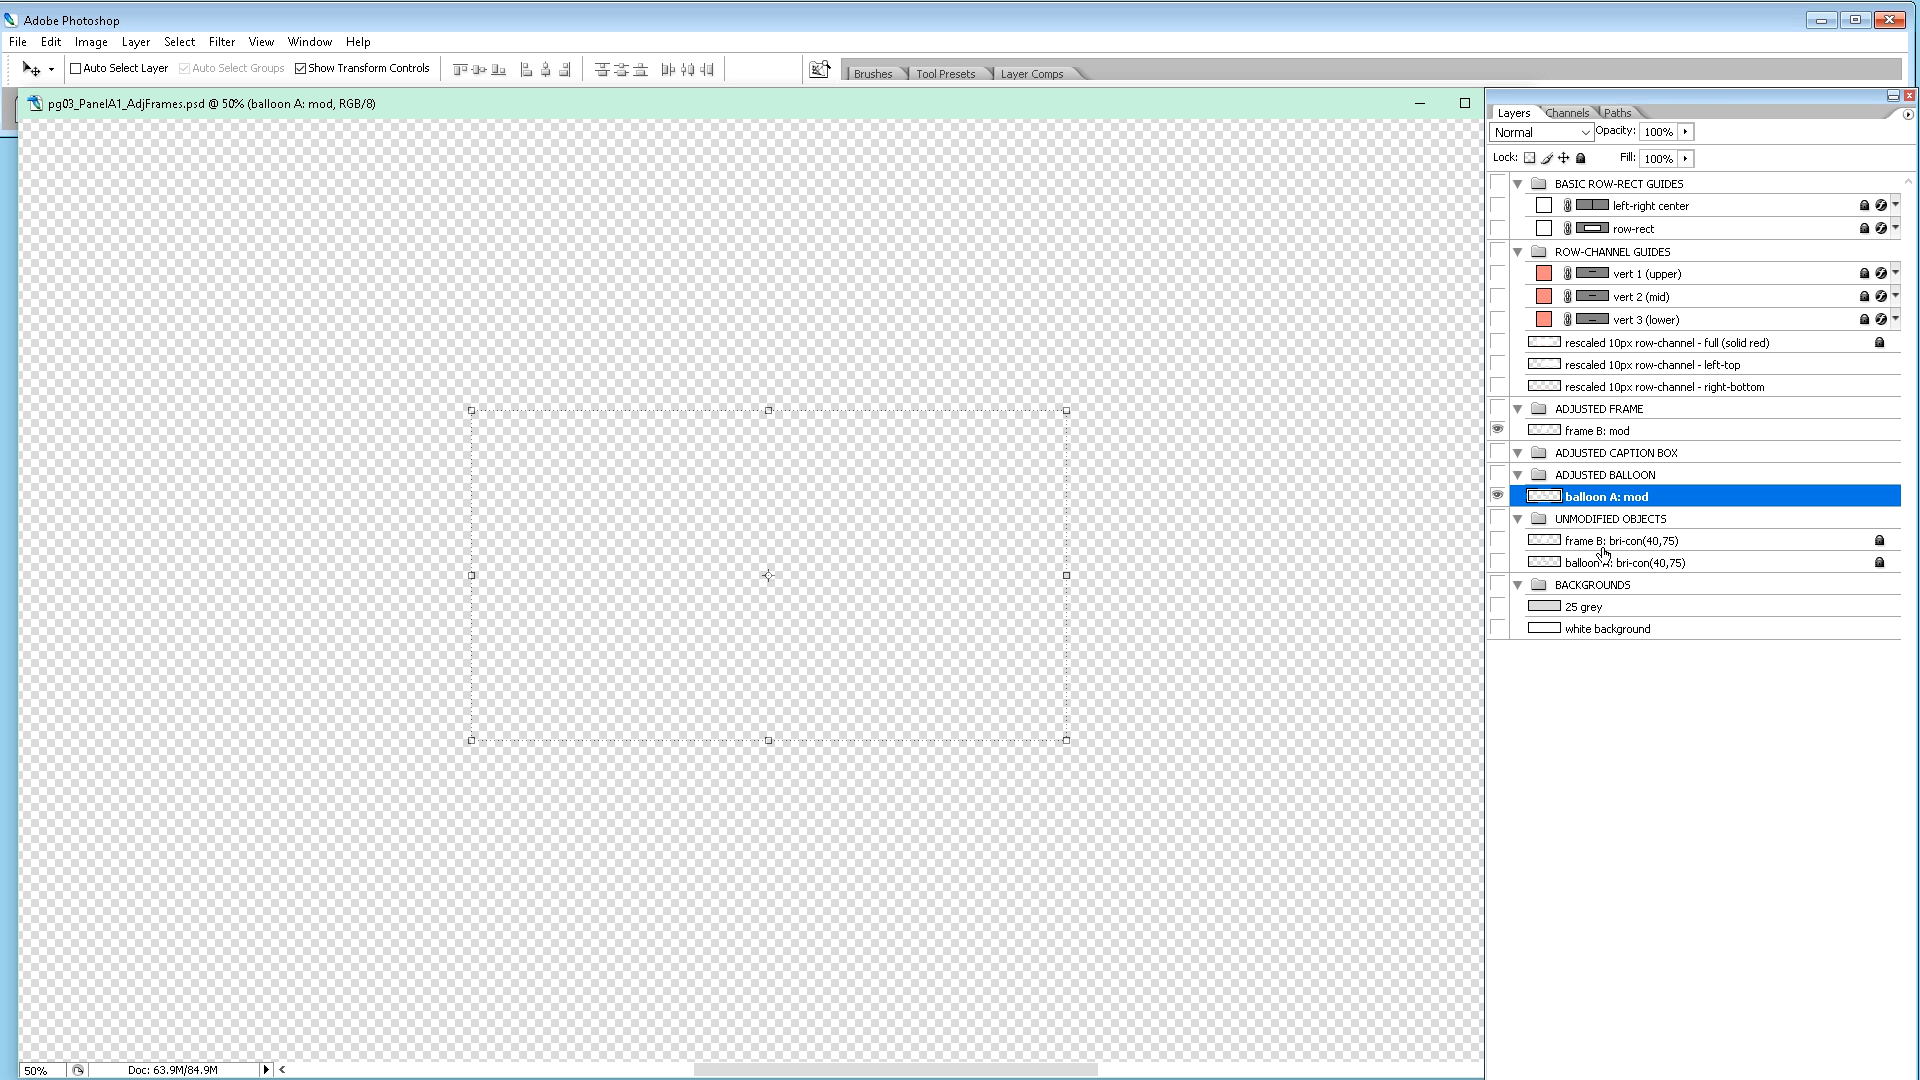 Adobe Photoshop
File Edit Image Layer Select Filter View Window Help
Auto Select Layer Auto Select Groups Show Transform Controls Brushes Tool Presets Layer Comps
pg03_PanelA1_AdjFrames.psd @ 50% (balloon A: mod, RGB/8)
Layers Channels Paths
Normal Opacity: 100%
Lock: Fill: 100%
BASIC ROW-RECT GUIDES
left-right center
row-rect
ROW-CHANNEL GUIDES
vert 1 (upper)
vert 2 (mid)
vert 3 (lower)
rescaled 10px row-channel - full (solid red)
rescaled 10px row-channel - left-top
rescaled 10px row-channel - right-bottom
ADJUSTED FRAME
frame B: mod
ADJUSTED CAPTION BOX
ADJUSTED BALLOON
balloon A: mod
UNMODIFIED OBJECTS
frame B: bri-con(40,75)
balloon A: bri-con(40,75)
BACKGROUNDS
25 grey
white background
50% Doc: 63.9M/84.9M